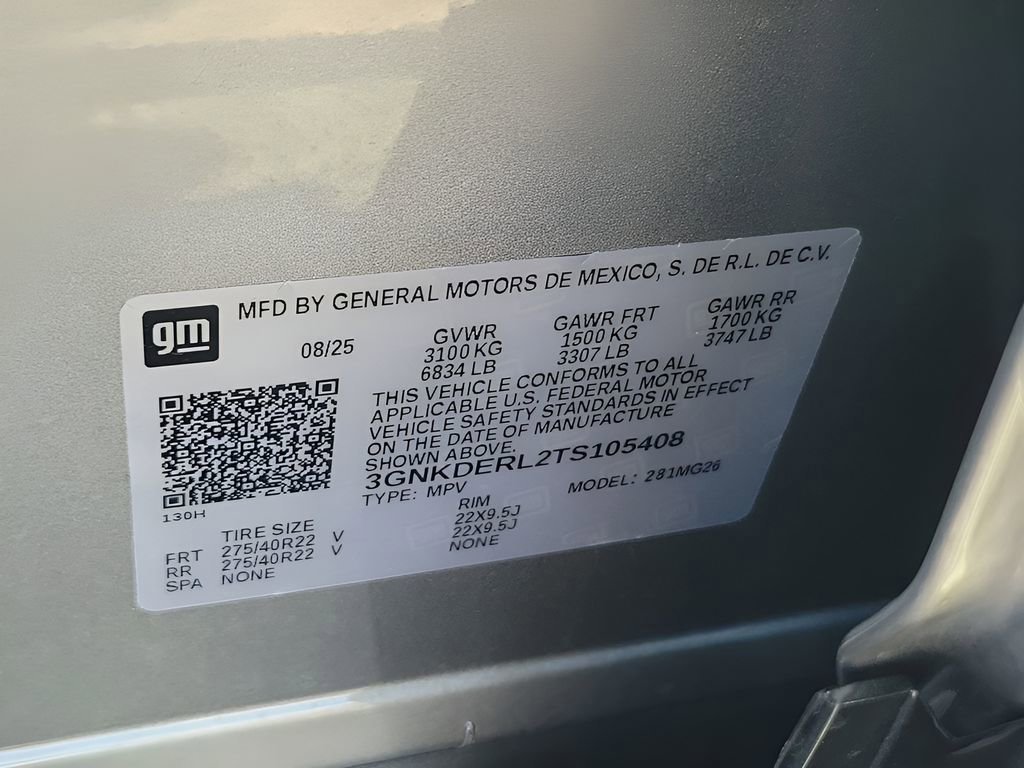 MFD BY GENERAL MOTORS DE MEXICO, S. DE R.L. DE C.V.
gm
08/25
GVWR
3100 KG
6834 LB
GAWR FRT
1500 KG
3307 LB
GAWR RR
1700 KG
3747 LB
THIS VEHICLE CONFORMS TO ALL
APPLICABLE U.S. FEDERAL MOTOR
VEHICLE SAFETY STANDARDS IN EFFECT
ON THE DATE OF MANUFACTURE
SHOWN ABOVE.
3GNKDERL2TS105408
TYPE: MPV MODEL: 281MG26
130H
TIRE SIZE RIM
FRT 275/40R22 V 22X9.5J
RR 275/40R22 V 22X9.5J
SPA NONE NONE